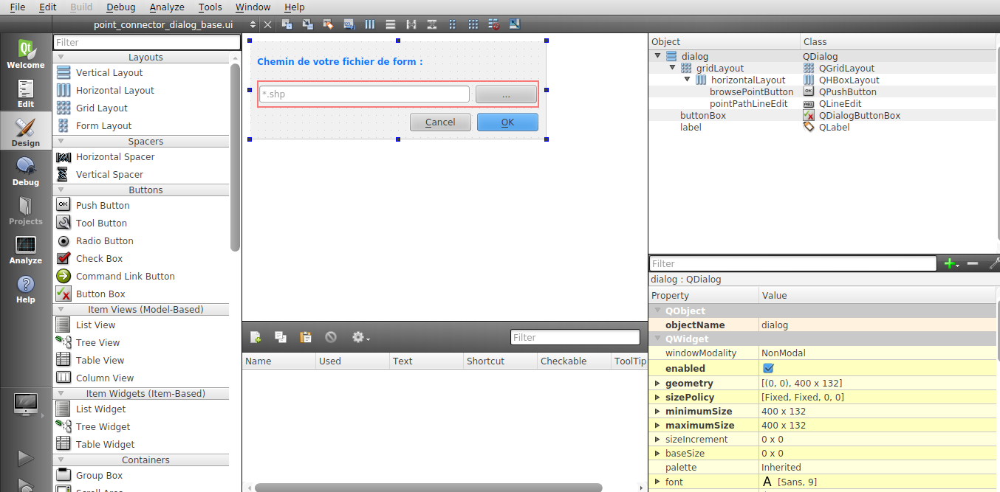 File Edit Build Debug Analyze Tools Window Help
point_connector_dialog_base.ui
Qt
Welcome
Edit
Design
Debug
Projects
Analyze
Help
Filter
Layouts
Vertical Layout
Horizontal Layout
Grid Layout
Form Layout
Spacers
Horizontal Spacer
Vertical Spacer
Buttons
OK Push Button
Tool Button
Radio Button
Check Box
Command Link Button
Button Box
Item Views (Model-Based)
List View
Tree View
Table View
Column View
Item Widgets (Item-Based)
List Widget
Tree Widget
Table Widget
Containers
Group Box
Scroll Area
Chemin de votre fichier de form :
*.shp ...
Cancel OK
Filter
Name Used Text Shortcut Checkable ToolTip
Object Class
dialog QDialog
gridLayout QGridLayout
horizontalLayout QHBoxLayout
browsePointButton OK QPushButton
pointPathLineEdit QLineEdit
buttonBox QDialogButtonBox
label QLabel
Filter
dialog : QDialog
Property Value
QObject
objectName dialog
QWidget
windowModality NonModal
enabled
geometry [(0, 0), 400 x 132]
sizePolicy [Fixed, Fixed, 0, 0]
minimumSize 400 x 132
maximumSize 400 x 132
sizeIncrement 0 x 0
baseSize 0 x 0
palette Inherited
font A [Sans, 9]